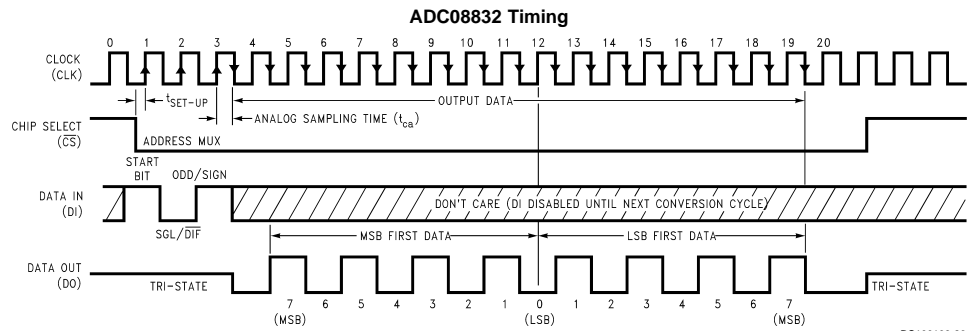 ADC08832 Timing
0 1 2 3 4 5 6 7 8 9 10 11 12 13 14 15 16 17 18 19 20
CLOCK
(CLK)
tSET-UP
OUTPUT DATA
ANALOG SAMPLING TIME (tca)
CHIP SELECT
(CS)
ADDRESS MUX
START
BIT
ODD/SIGN
DATA IN
(DI)
DON'T CARE (DI DISABLED UNTIL NEXT CONVERSION CYCLE)
SGL/DIF
MSB FIRST DATA
LSB FIRST DATA
DATA OUT
(DO)
TRI-STATE
TRI-STATE
7 6 5 4 3 2 1 0 1 2 3 4 5 6 7
(MSB) (LSB) (MSB)